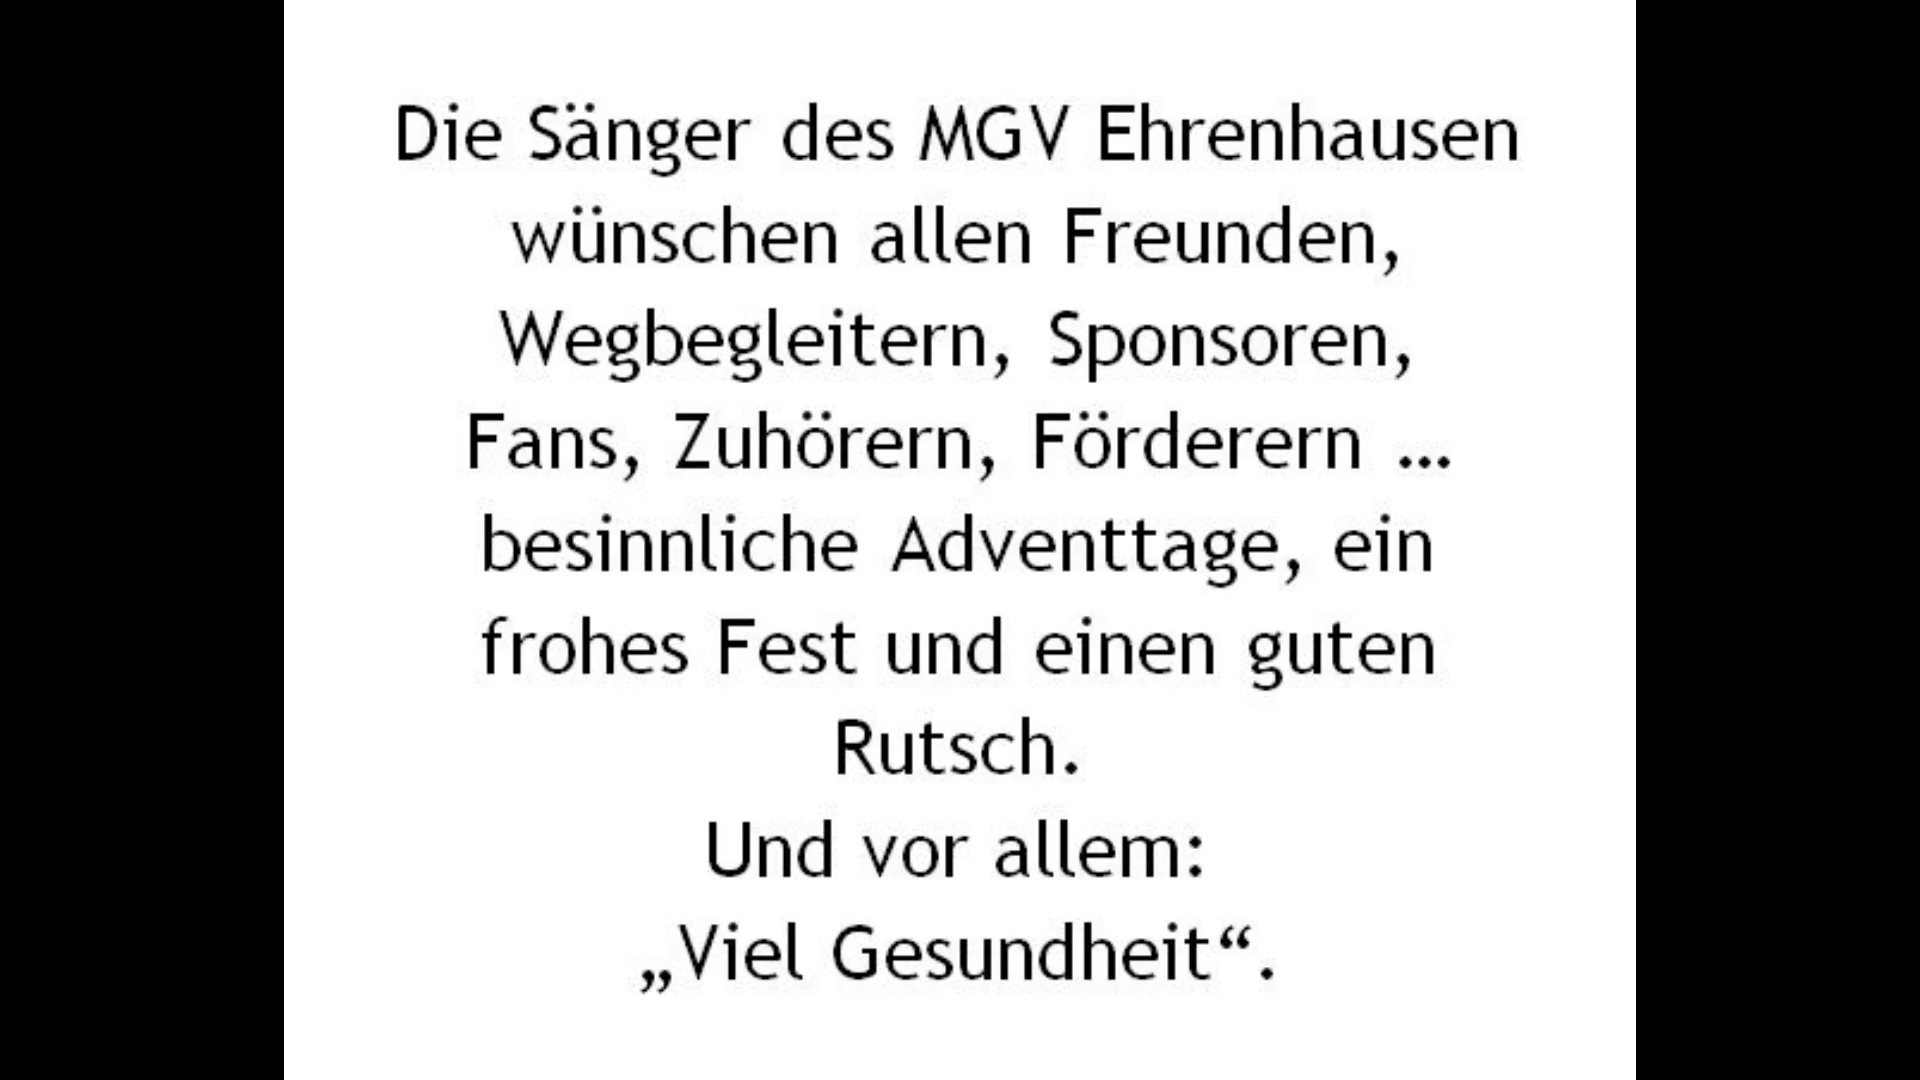 Die Sänger des MGV Ehrenhausen
wünschen allen Freunden,
Wegbegleitern, Sponsoren,
Fans, Zuhörern, Förderern ...
besinnliche Adventtage, ein
frohes Fest und einen guten
Rutsch.
Und vor allem:
„Viel Gesundheit“.